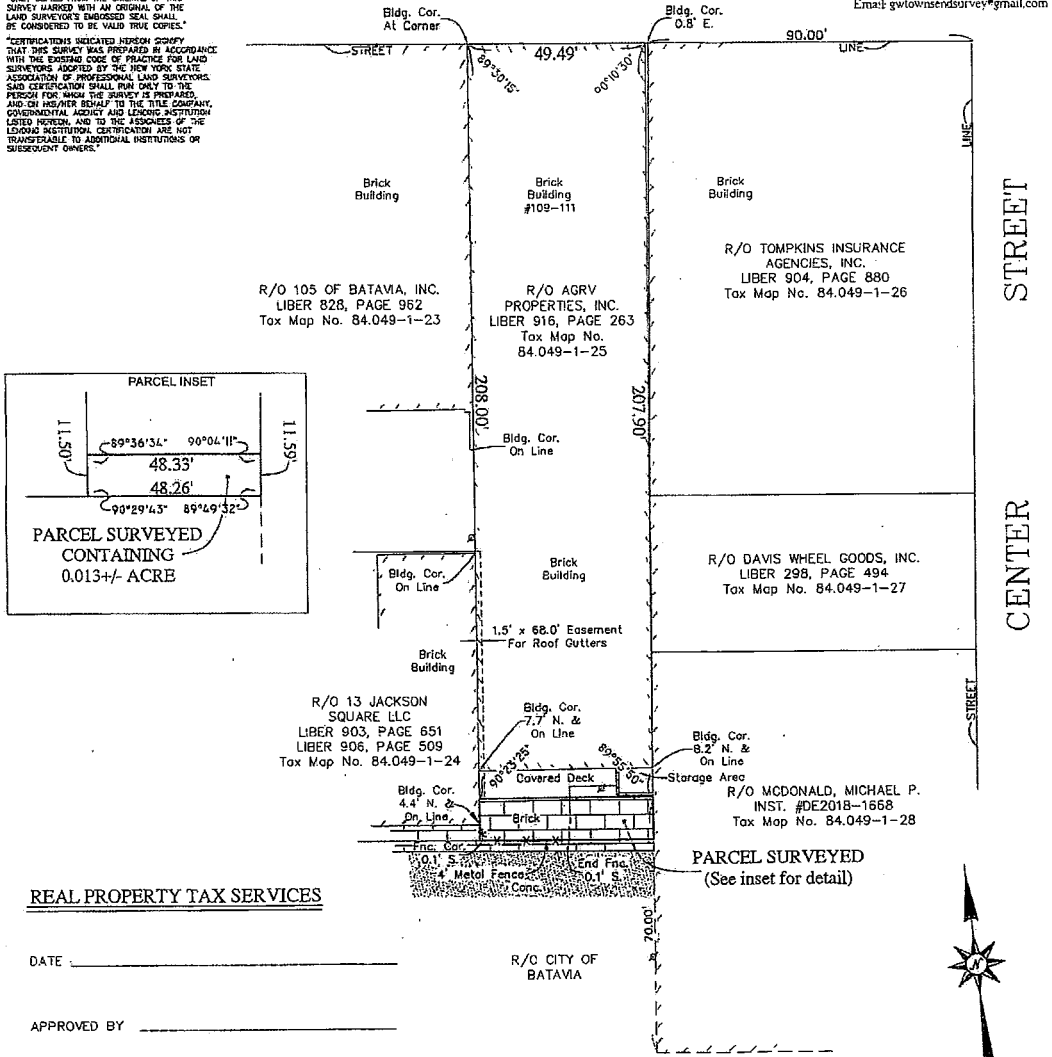 SURVEY MARKED WITH AN ORIGINAL OF THE
LAND SURVEYOR'S EMBOSSED SEAL SHALL
BE CONSIDERED TO BE VALID TRUE COPIES."
"CERTIFICATIONS INDICATED HEREON SIGNIFY
THAT THIS SURVEY WAS PREPARED IN ACCORDANCE
WITH THE EXISTING CODE OF PRACTICE FOR LAND
SURVEYORS ADOPTED BY THE NEW YORK STATE
ASSOCIATION OF PROFESSIONAL LAND SURVEYORS.
SAID CERTIFICATION SHALL RUN ONLY TO THE
PERSON FOR WHOM THE SURVEY IS PREPARED,
AND ON HIS/HER BEHALF TO THE TITLE COMPANY,
GOVERNMENTAL AGENCY AND LENDING INSTITUTION
LISTED HEREON, AND TO THE ASSIGNEES OF THE
LENDING INSTITUTION. CERTIFICATION ARE NOT
TRANSFERABLE TO ADDITIONAL INSTITUTIONS OR
SUBSEQUENT OWNERS."
Email: gwtownsendsurvey*gmail.com
Bldg. Cor.
At Corner
Bldg. Cor.
0.8' E.
STREET
49.49'
90.00'
LINE
89°30'15"
90°10'30"
LINE
STREET
Brick
Building
Brick
Building
#109-111
Brick
Building
R/O TOMPKINS INSURANCE
AGENCIES, INC.
LIBER 904, PAGE 880
Tax Map No. 84.049-1-26
R/O 105 OF BATAVIA, INC.
LIBER 828, PAGE 962
Tax Map No. 84.049-1-23
R/O AGRV
PROPERTIES, INC.
LIBER 916, PAGE 263
Tax Map No.
84.049-1-25
208.00'
207.90'
PARCEL INSET
11.50'
89°36'34"
90°04'11"
11.59'
48.33'
48.26'
90°29'43"
89°49'32"
PARCEL SURVEYED
CONTAINING
0.013+/- ACRE
Bldg. Cor.
On Line
CENTER
R/O DAVIS WHEEL GOODS, INC.
LIBER 298, PAGE 494
Tax Map No. 84.049-1-27
Bldg. Cor.
On Line
Brick
Building
1.5' x 68.0' Easement
For Roof Gutters
Brick
Building
R/O 13 JACKSON
SQUARE LLC
LIBER 903, PAGE 651
LIBER 906, PAGE 509
Tax Map No. 84.049-1-24
STREET
Bldg. Cor.
7.7' N. &
On Line
Bldg. Cor.
8.2' N. &
On Line
90°23'25"
89°55'50"
Covered Deck
Storage Area
R/O MCDONALD, MICHAEL P.
INST. #DE2018-1668
Tax Map No. 84.049-1-28
Bldg. Cor.
4.4' N. &
On Line
Brick
Fnc. Cor.
0.1' S.
4' Metal Fence
Conc.
End Fnc.
0.1' S.
PARCEL SURVEYED
(See inset for detail)
REAL PROPERTY TAX SERVICES
70.00'
DATE
R/O CITY OF
BATAVIA
N
APPROVED BY